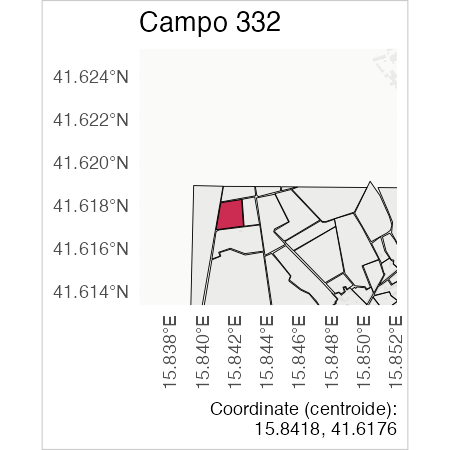 Campo 332
41.624°N
41.622°N
41.620°N
41.618°N
41.616°N
41.614°N
15.838°E
15.840°E
15.842°E
15.844°E
15.846°E
15.848°E
15.850°E
15.852°E
Coordinate (centroide):
15.8418, 41.6176